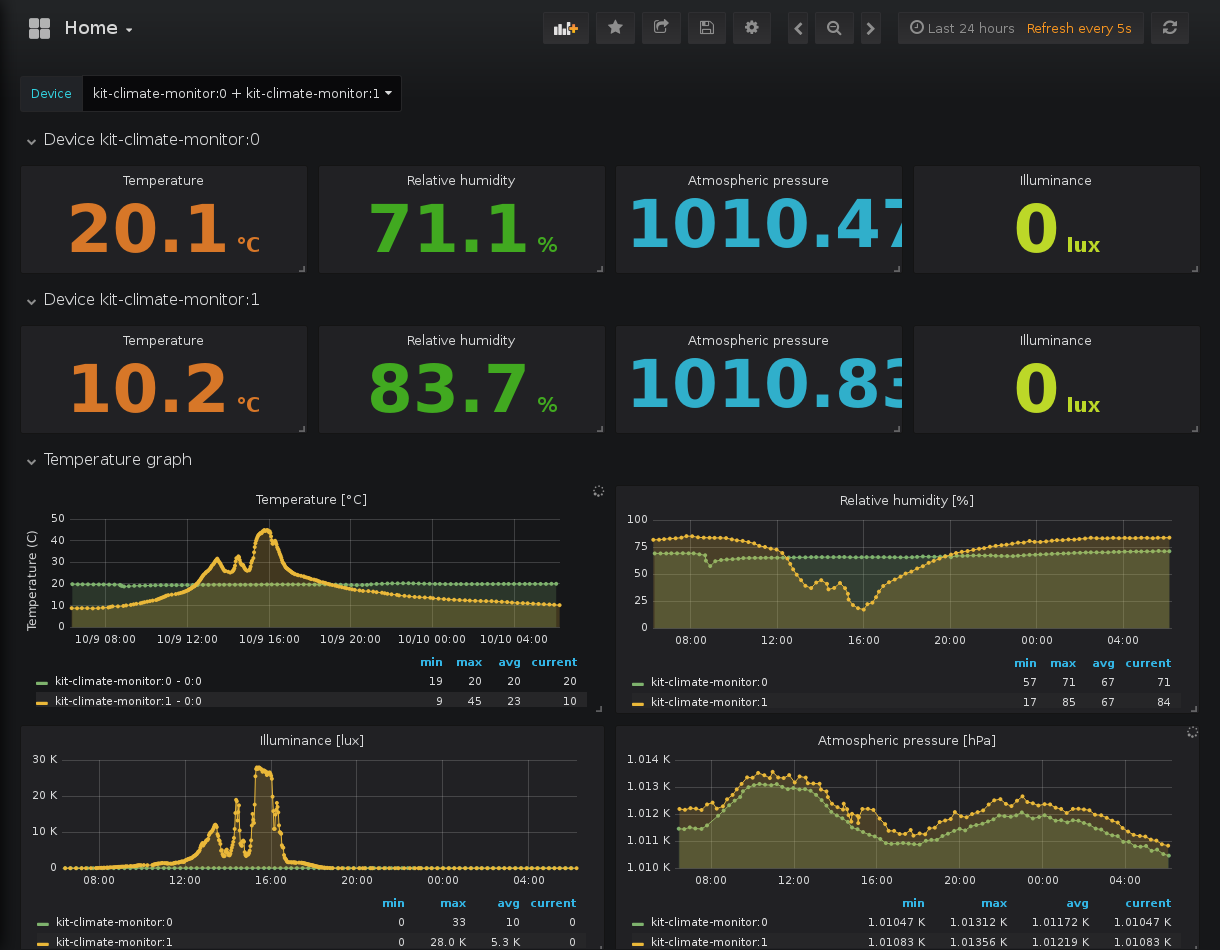 Home
Last 24 hours Refresh every 5s
Device kit-climate-monitor:0 + kit-climate-monitor:1
Device kit-climate-monitor:0
Temperature Relative humidity Atmospheric pressure Illuminance
20.1 °C 71.1 % 1010.47 0 lux
Device kit-climate-monitor:1
Temperature Relative humidity Atmospheric pressure Illuminance
10.2 °C 83.7 % 1010.83 0 lux
Temperature graph
Temperature [°C]
Temperature (C)
50
40
30
20
10
0
10/9 08:00 10/9 12:00 10/9 16:00 10/9 20:00 10/10 00:00 10/10 04:00
min max avg current
kit-climate-monitor:0 - 0:0 19 20 20 20
kit-climate-monitor:1 - 0:0 9 45 23 10
Relative humidity [%]
100
75
50
25
0
08:00 12:00 16:00 20:00 00:00 04:00
min max avg current
kit-climate-monitor:0 57 71 67 71
kit-climate-monitor:1 17 85 67 84
Illuminance [lux]
30 K
20 K
10 K
0
08:00 12:00 16:00 20:00 00:00 04:00
min max avg current
kit-climate-monitor:0 0 33 10 0
kit-climate-monitor:1 0 28.0 K 5.3 K 0
Atmospheric pressure [hPa]
1.014 K
1.013 K
1.012 K
1.011 K
1.010 K
08:00 12:00 16:00 20:00 00:00 04:00
min max avg current
kit-climate-monitor:0 1.01047 K 1.01312 K 1.01172 K 1.01047 K
kit-climate-monitor:1 1.01083 K 1.01356 K 1.01219 K 1.01083 K